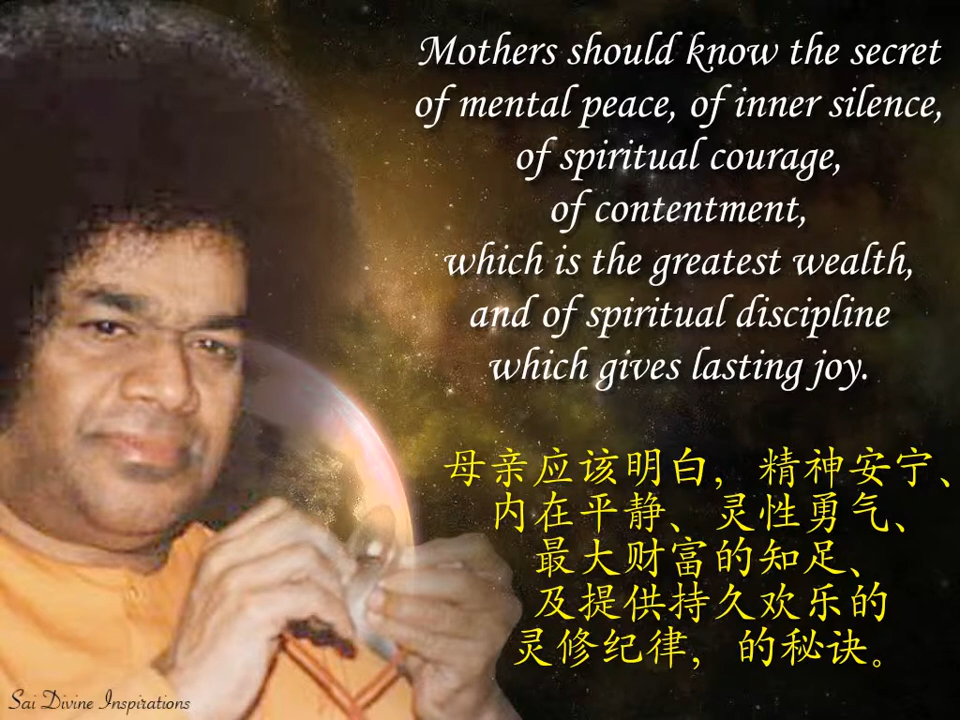 Mothers should know the secret
of mental peace, of inner silence,
of spiritual courage,
of contentment,
which is the greatest wealth,
and of spiritual discipline
which gives lasting joy.
母亲应该明白，精神安宁、
内在平静、灵性勇气、
最大财富的知足、
及提供持久欢乐的
灵修纪律，的秘诀。
Sai Divine Inspirations